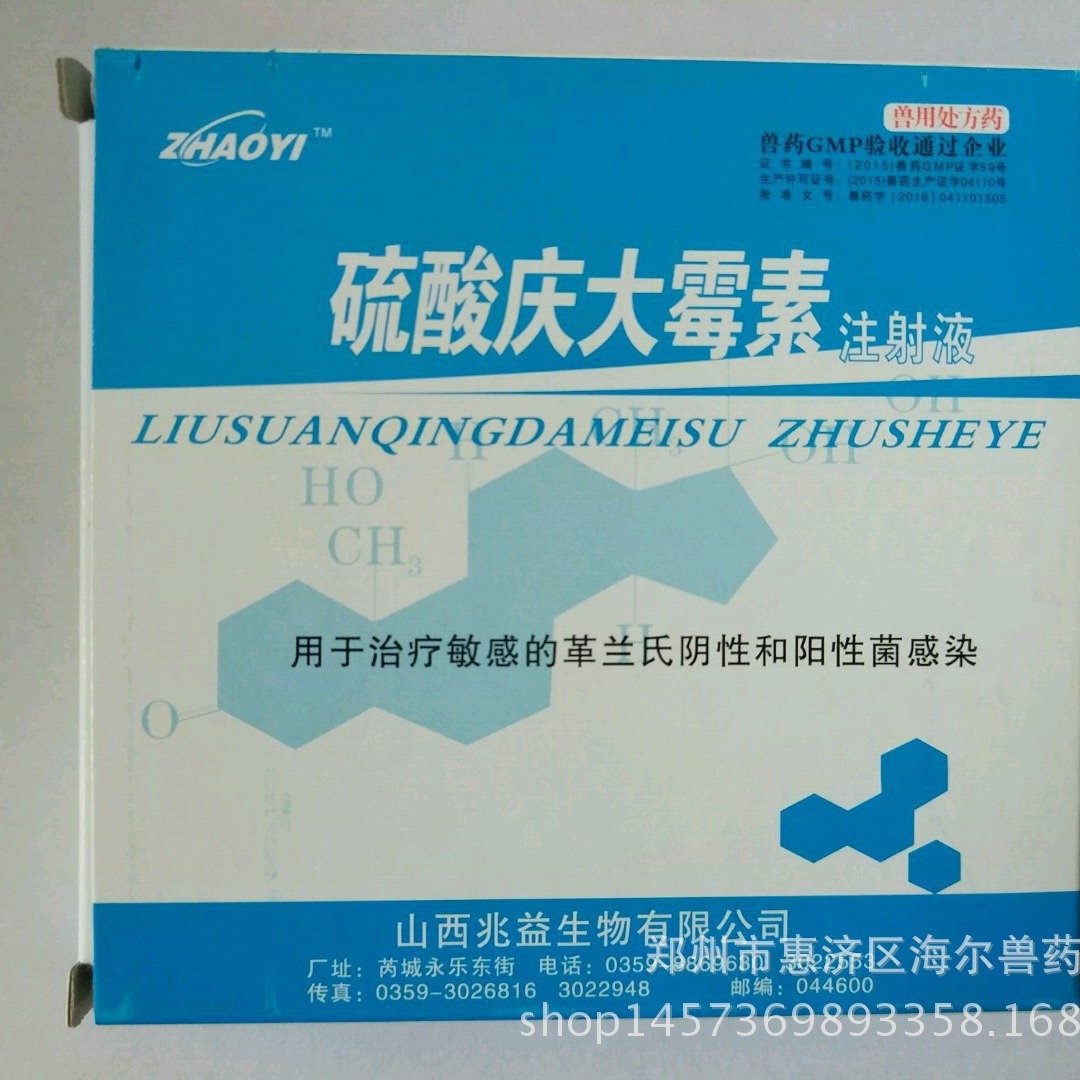 ZHAOYI™
兽用处方药
兽药GMP验收通过企业
证书编号：(2015)兽药GMP证字59号
生产许可证号：(2015)兽药生产证字04110号
批准文号：兽药字(2016)041101505
硫酸庆大霉素注射液
LIUSUANQINGDAMEISU ZHUSHEYE
OH
CH3
H
OH
HO
CH3
H
用于治疗敏感的革兰氏阴性和阳性菌感染
O
山西兆益生物有限公司
郑州市惠济区海尔兽药
厂址：芮城永乐东街 电话：0359-
传真：0359-3026816 3022948 邮编：044600
shop1457369893358.168